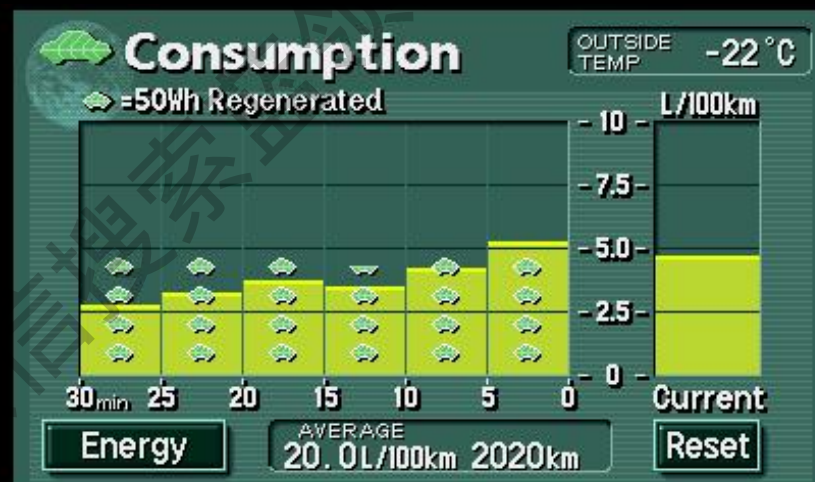 Consumption
OUTSIDE TEMP -22°C
=50Wh Regenerated
L/100km
10
7.5
5.0
2.5
0
30min 25 20 15 10 5 0
Current
Energy
AVERAGE
20.0L/100km 2020km
Reset